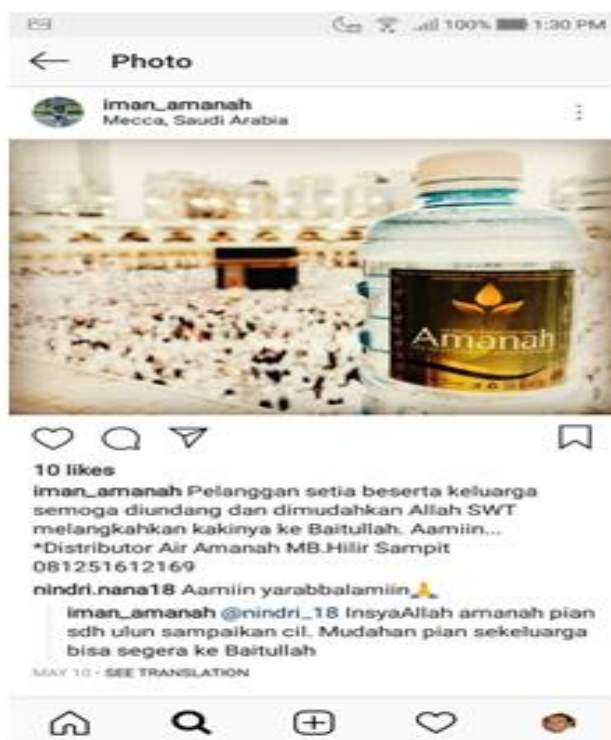 100% 1:30 PM
Photo
iman_amanah
Mecca, Saudi Arabia
Amanah
10 likes
iman_amanah Pelanggan setia beserta keluarga
semoga diundang dan dimudahkan Allah SWT
melangkahkan kakinya ke Baitullah. Aamiin...
*Distributor Air Amanah MB.Hilir Sampit
081251612169
nindri.nana18 Aamiin yarabbalamiin🙏
iman_amanah @nindri_18 InsyaAllah amanah pian
sdh ulun sampaikan cil. Mudahan pian sekeluarga
bisa segera ke Baitullah
MAY 10 • SEE TRANSLATION